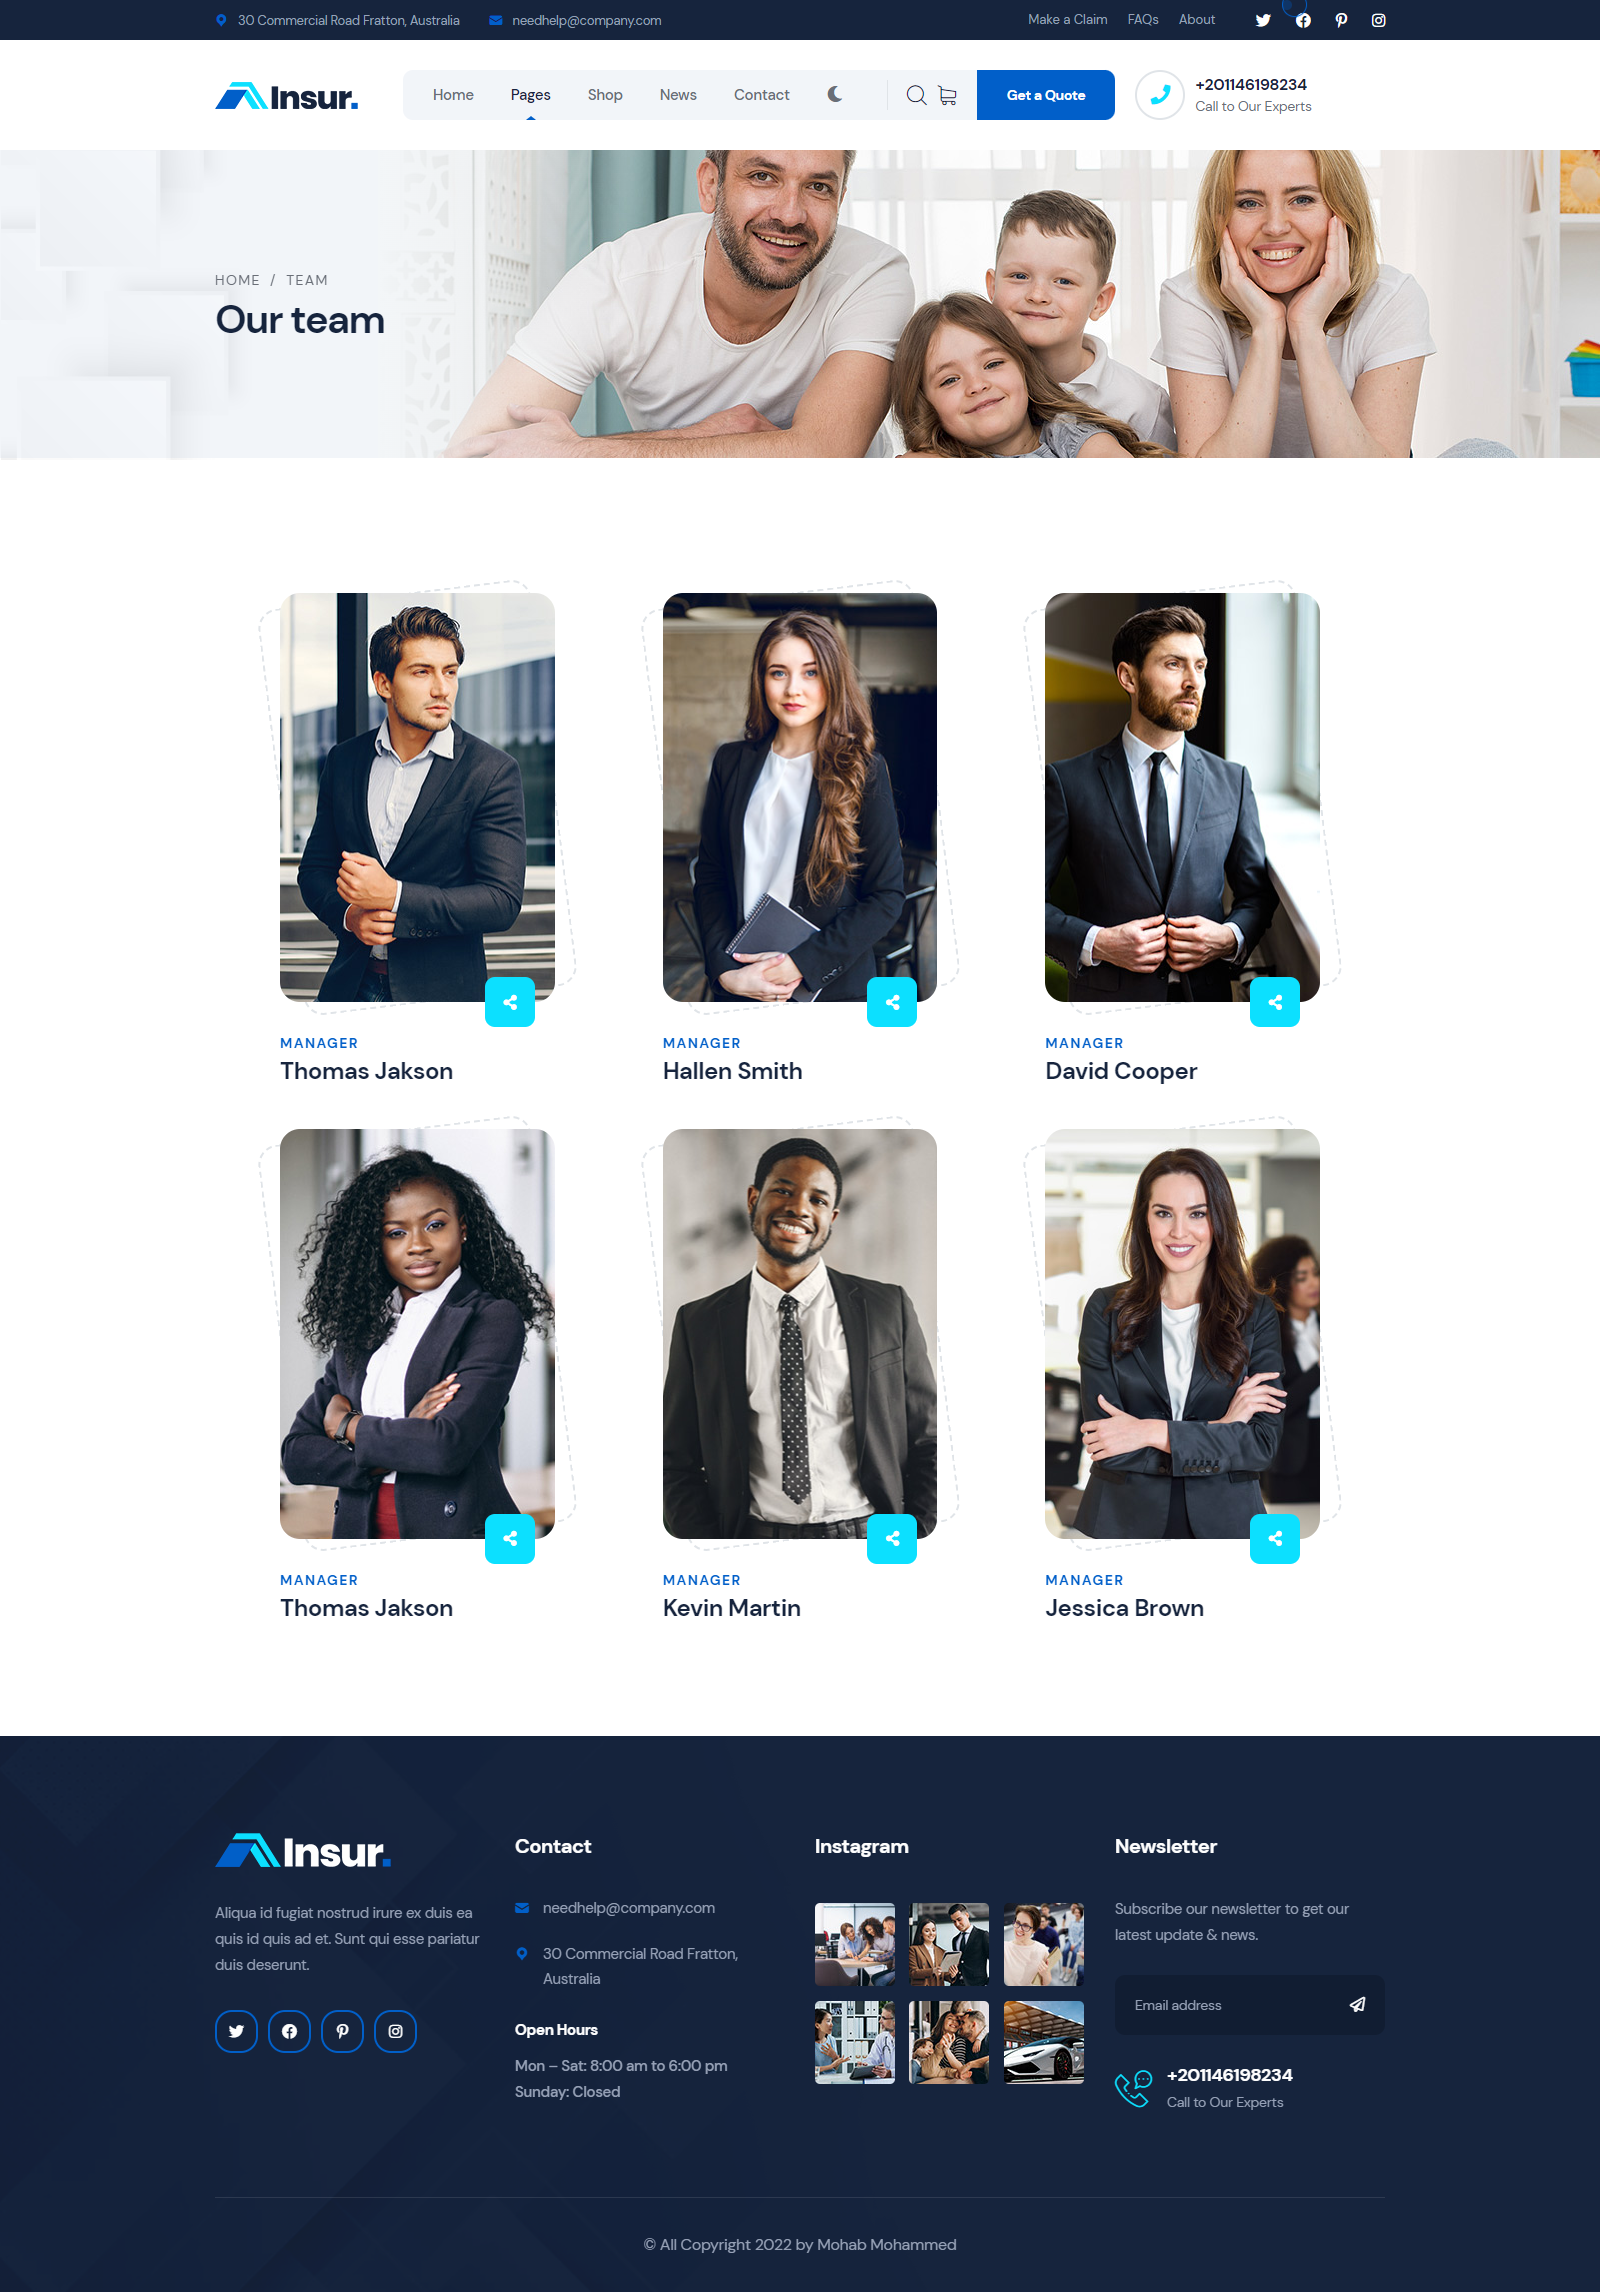 30 Commercial Road Fratton, Australia
needhelp@company.com
Make a Claim
FAQs
About
Insur.
Home
Pages
Shop
News
Contact
Get a Quote
+201146198234
Call to Our Experts
HOME / TEAM
Our team
MANAGER
Thomas Jakson
MANAGER
Hallen Smith
MANAGER
David Cooper
MANAGER
Thomas Jakson
MANAGER
Kevin Martin
MANAGER
Jessica Brown
Insur.
Aliqua id fugiat nostrud irure ex duis ea
quis id quis ad et. Sunt qui esse pariatur
duis deserunt.
Contact
needhelp@company.com
30 Commercial Road Fratton,
Australia
Open Hours
Mon – Sat: 8:00 am to 6:00 pm
Sunday: Closed
Instagram
Newsletter
Subscribe our newsletter to get our
latest update & news.
Email address
+201146198234
Call to Our Experts
© All Copyright 2022 by Mohab Mohammed